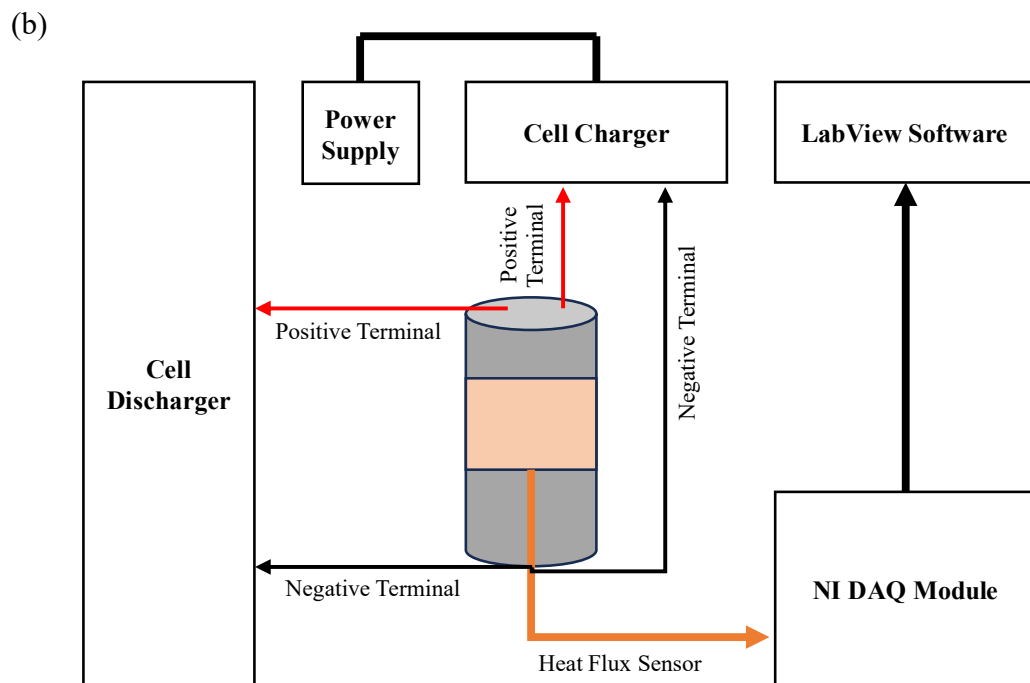 (b)
Power
Supply
Cell Charger
LabView Software
Positive
Terminal
Negative Terminal
Positive Terminal
Cell
Discharger
Negative Terminal
NI DAQ Module
Heat Flux Sensor